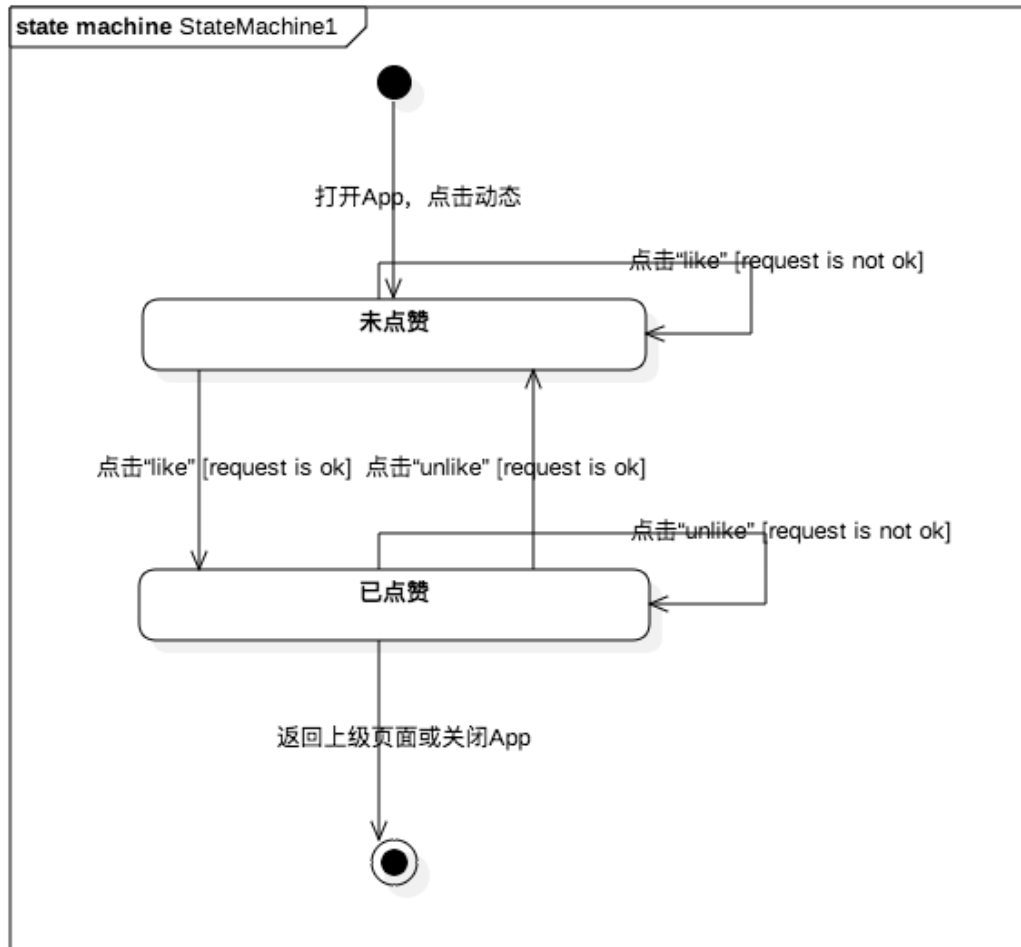 state machine StateMachine1
打开App，点击动态
点击“like” [request is not ok]
未点赞
点击“like” [request is ok]
点击“unlike” [request is ok]
点击“unlike” [request is not ok]
已点赞
返回上级页面或关闭App